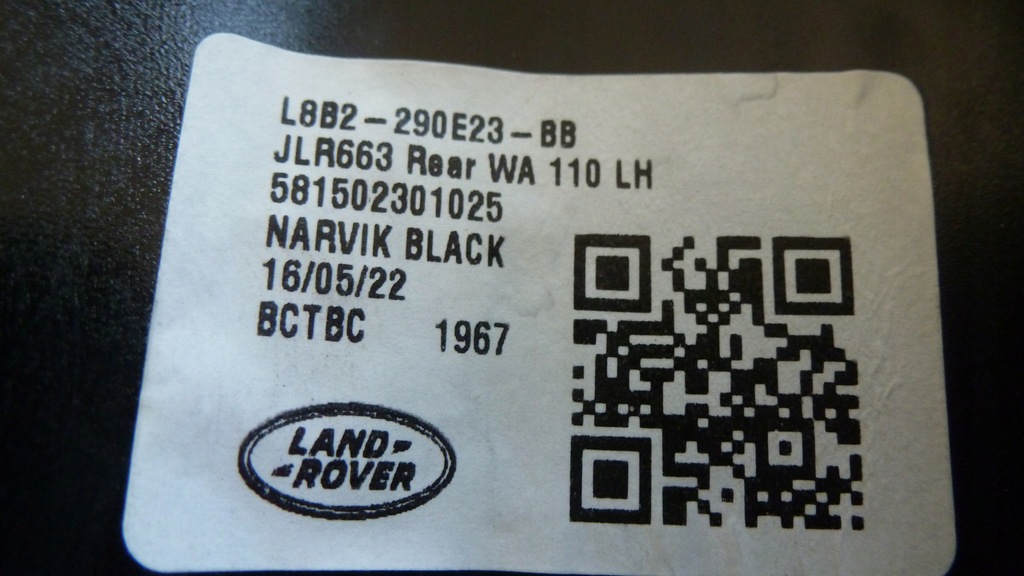 L8B2-290E23-BB
JLR663 Rear WA 110 LH
581502301025
NARVIK BLACK
16/05/22
BCTBC 1967
LAND-
-ROVER